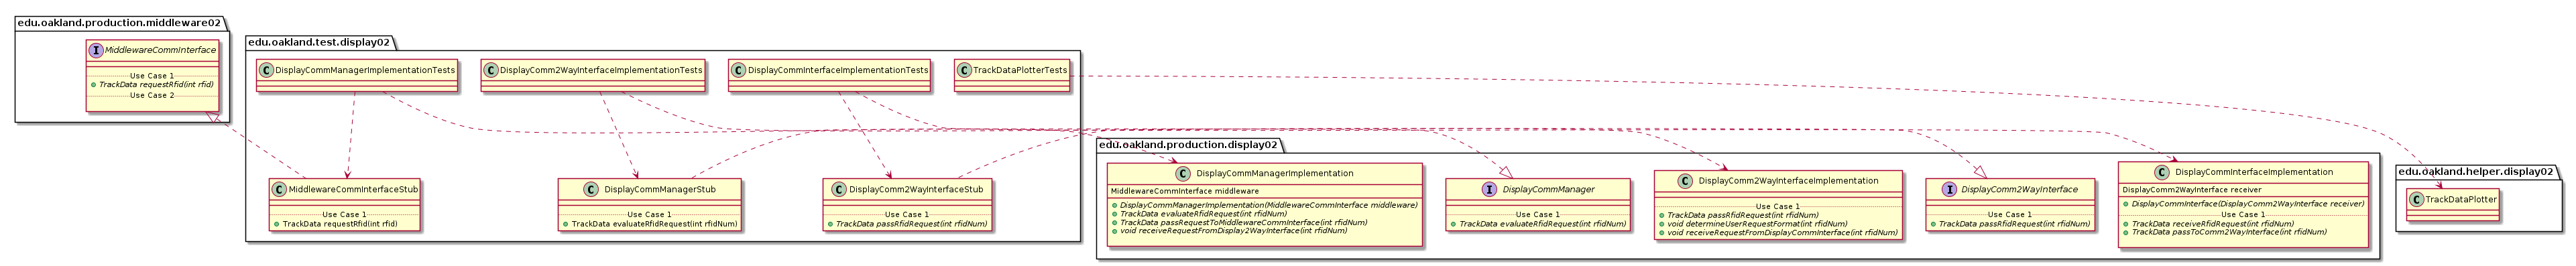 edu.oakland.production.middleware02
I MiddlewareCommInterface
Use Case 1
TrackData requestRfid(int rfid)
Use Case 2
edu.oakland.test.display02
C DisplayCommManagerImplementationTests
C DisplayComm2WayInterfaceImplementationTests
C DisplayCommInterfaceImplementationTests
C TrackDataPlotterTests
C MiddlewareCommInterfaceStub
Use Case 1
TrackData requestRfid(int rfid)
C DisplayCommManagerStub
Use Case 1
TrackData evaluateRfidRequest(int rfidNum)
C DisplayComm2WayInterfaceStub
Use Case 1
TrackData passRfidRequest(int rfidNum)
edu.oakland.production.display02
C DisplayCommManagerImplementation
MiddlewareCommInterface middleware
DisplayCommManagerImplementation(MiddlewareCommInterface middleware)
TrackData evaluateRfidRequest(int rfidNum)
TrackData passRequestToMiddlewareCommInterface(int rfidNum)
void receiveRequestFromDisplay2WayInterface(int rfidNum)
I DisplayCommManager
Use Case 1
TrackData evaluateRfidRequest(int rfidNum)
C DisplayComm2WayInterfaceImplementation
Use Case 1
TrackData passRfidRequest(int rfidNum)
void determineUserRequestFormat(int rfidNum)
void receiveRequestFromDisplayCommInterface(int rfidNum)
I DisplayComm2WayInterface
Use Case 1
TrackData passRfidRequest(int rfidNum)
C DisplayCommInterfaceImplementation
DisplayComm2WayInterface receiver
DisplayCommInterface(DisplayComm2WayInterface receiver)
Use Case 1
TrackData receiveRfidRequest(int rfidNum)
TrackData passToComm2WayInterface(int rfidNum)
edu.oakland.helper.display02
C TrackDataPlotter